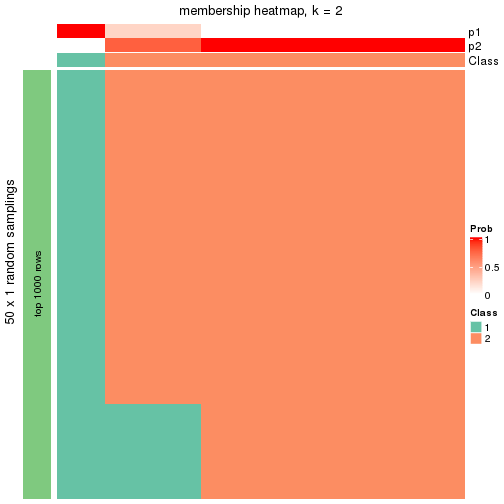 membership heatmap, k = 2
p1
p2
Class
50 x 1 random samplings
top 1000 rows
Prob
1
0.5
0
Class
1
2